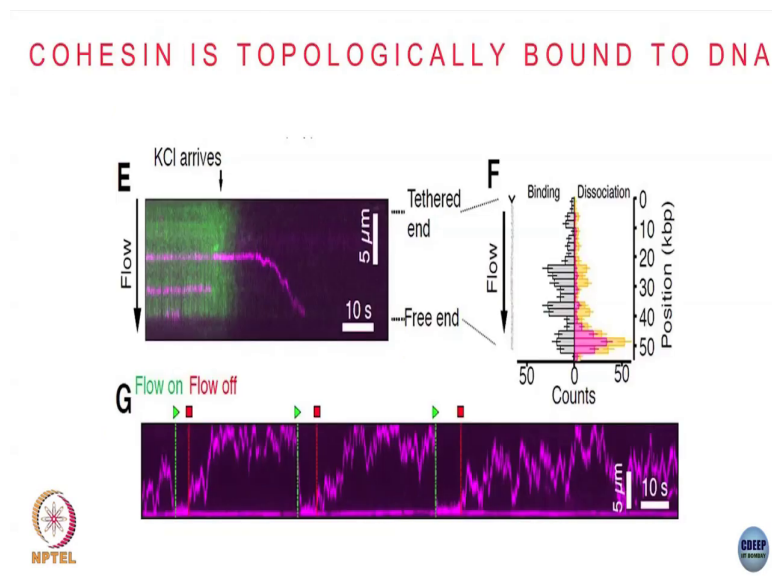 COHESIN IS TOPOLOGICALLY BOUND TO DNA
E
KCl arrives
Flow
5 µm
10 s
Tethered
end
Free end
F
Binding Dissociation
Flow
0
10
20
30
40
50
Position (kbp)
50 0 50
Counts
G
Flow on Flow off
5 µm
10 s
NPTEL
CDEEP
IIT BOMBAY